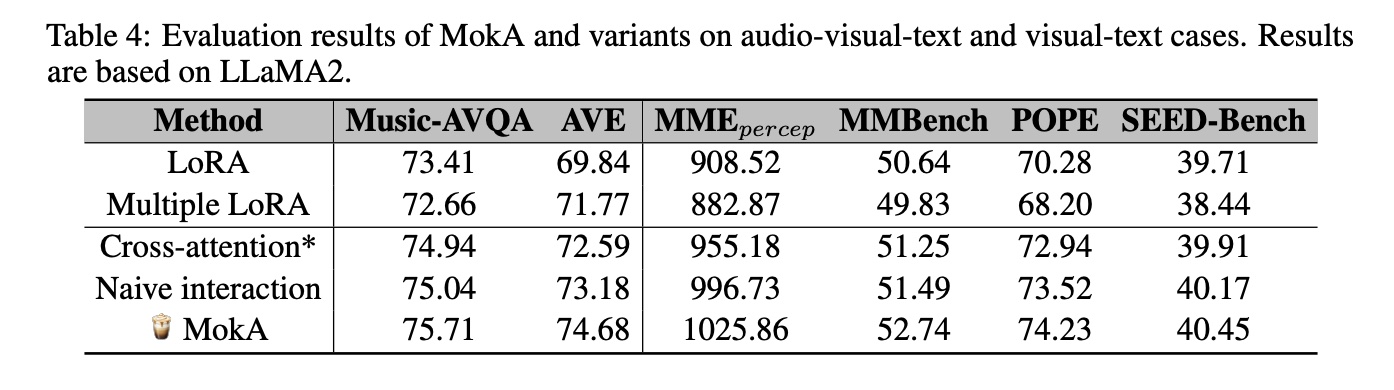 Table 4: Evaluation results of MokA and variants on audio-visual-text and visual-text cases. Results
are based on LLaMA2.
Method Music-AVQA AVE MMEpercep MMBench POPE SEED-Bench
LoRA 73.41 69.84 908.52 50.64 70.28 39.71
Multiple LoRA 72.66 71.77 882.87 49.83 68.20 38.44
Cross-attention* 74.94 72.59 955.18 51.25 72.94 39.91
Naive interaction 75.04 73.18 996.73 51.49 73.52 40.17
MokA 75.71 74.68 1025.86 52.74 74.23 40.45